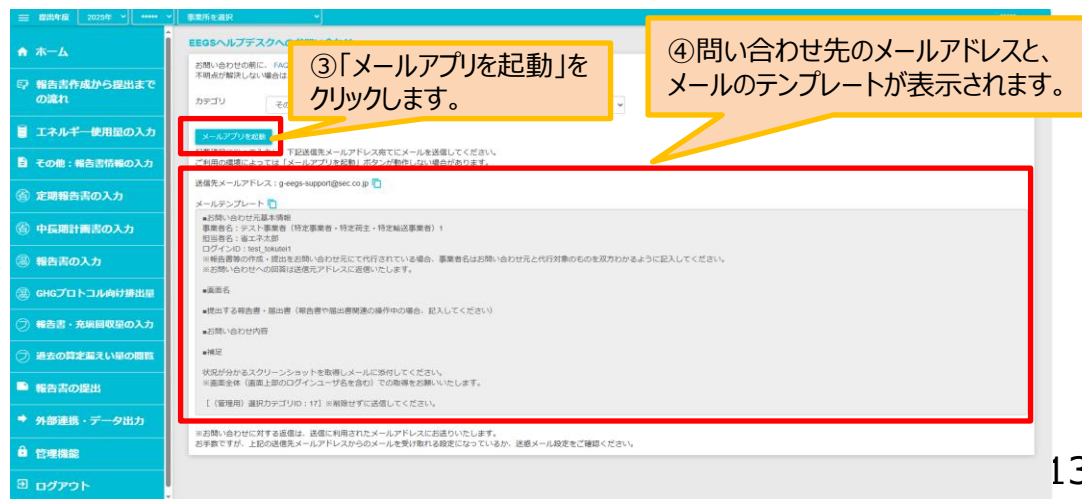 提出年度 2025年 ***** 事業所を選択 *****
EEGSヘルプデスクへの
お問い合わせの前に、FAQ
不明点が解決しない場合は
カテゴリ
その
③「メールアプリを起動」を
クリックします。
④問い合わせ先のメールアドレスと、
メールのテンプレートが表示されます。
ホーム
報告書作成から提出まで
の流れ
エネルギー使用量の入力
その他:報告書情報の入力
定期報告書の入力
中長期計画書の入力
報告書の入力
GHGプロトコル向け排出量
報告書・充塡回収量の入力
過去の算定漏えい量の閲覧
報告書の提出
外部連携・データ出力
管理機能
ログアウト
メールアプリを起動
下記送信先メールアドレス宛てにメールを送信してください。
ご利用の環境によっては「メールアプリを起動」ボタンが動作しない場合があります。
送信先メールアドレス:g-eegs-support@sec.co.jp
メールテンプレート
■お問い合わせ元基本情報
事業者名:テスト事業者(特定事業者・特定荷主・特定輸送事業者)1
担当者名:省エネ太郎
ログインID:test_tokutei1
※報告書等の作成・提出をお問い合わせ元にて代行されている場合、事業者名はお問い合わせ元と代行対象のものを双方わかるように記入してください。
※お問い合わせへの回答は送信元アドレスに返信いたします。
■画面名
■提出する報告書・届出書(報告書や届出書関連の操作中の場合、記入してください)
■お問い合わせ内容
■補足
状況が分かるスクリーンショットを取得しメールに添付してください。
※画面全体(画面上部のログインユーザ名を含む)での取得をお願いいたします。
[(管理用)選択カテゴリID:17]※削除せずに送信してください。
※お問い合わせに対する返信は、送信に利用されたメールアドレスにお送りいたします。
お手数ですが、上記の送信先メールアドレスからのメールを受け取れる設定になっているか、迷惑メール設定をご確認ください。
13